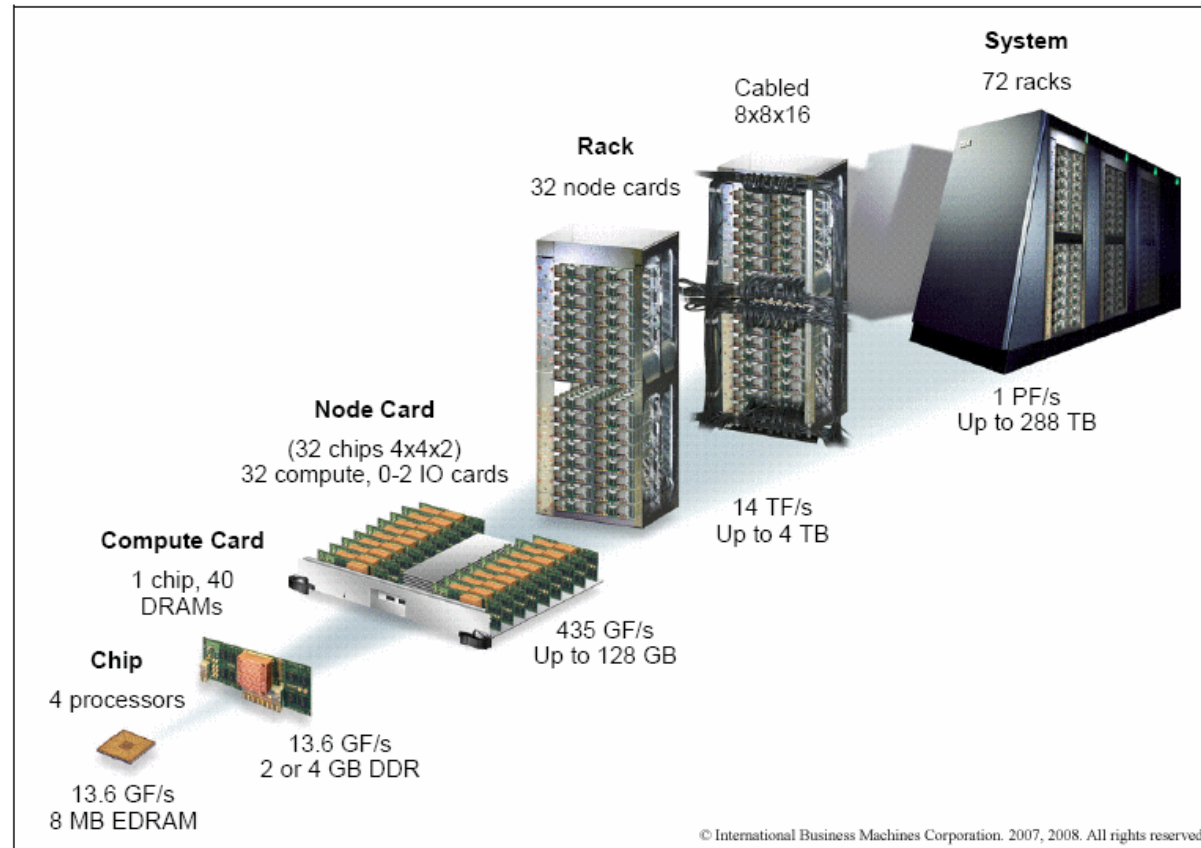 System
72 racks
Cabled
8x8x16
Rack
32 node cards
1 PF/s
Up to 288 TB
Node Card
(32 chips 4x4x2)
32 compute, 0-2 IO cards
14 TF/s
Up to 4 TB
Compute Card
1 chip, 40
DRAMs
435 GF/s
Up to 128 GB
Chip
4 processors
13.6 GF/s
2 or 4 GB DDR
13.6 GF/s
8 MB EDRAM
© International Business Machines Corporation. 2007, 2008. All rights reserved